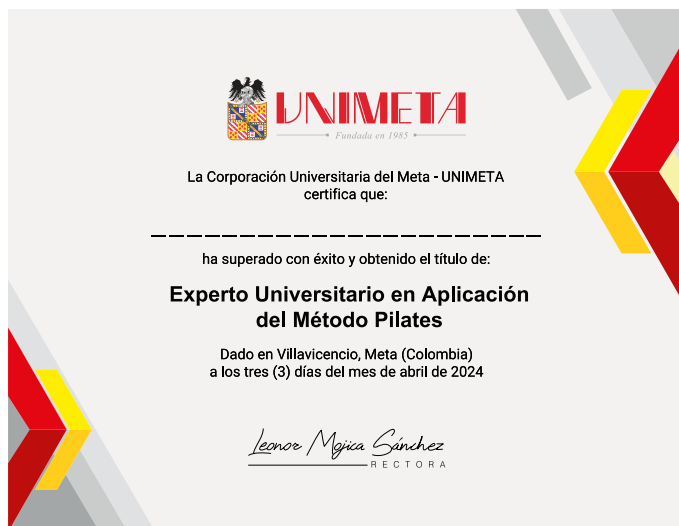 UNIMETA
Fundada en 1985
La Corporación Universitaria del Meta - UNIMETA
certifica que:
ha superado con éxito y obtenido el título de:
Experto Universitario en Aplicación
del Método Pilates
Dado en Villavicencio, Meta (Colombia)
a los tres (3) días del mes de abril de 2024
Leonor Mojica Sánchez
RECTORA